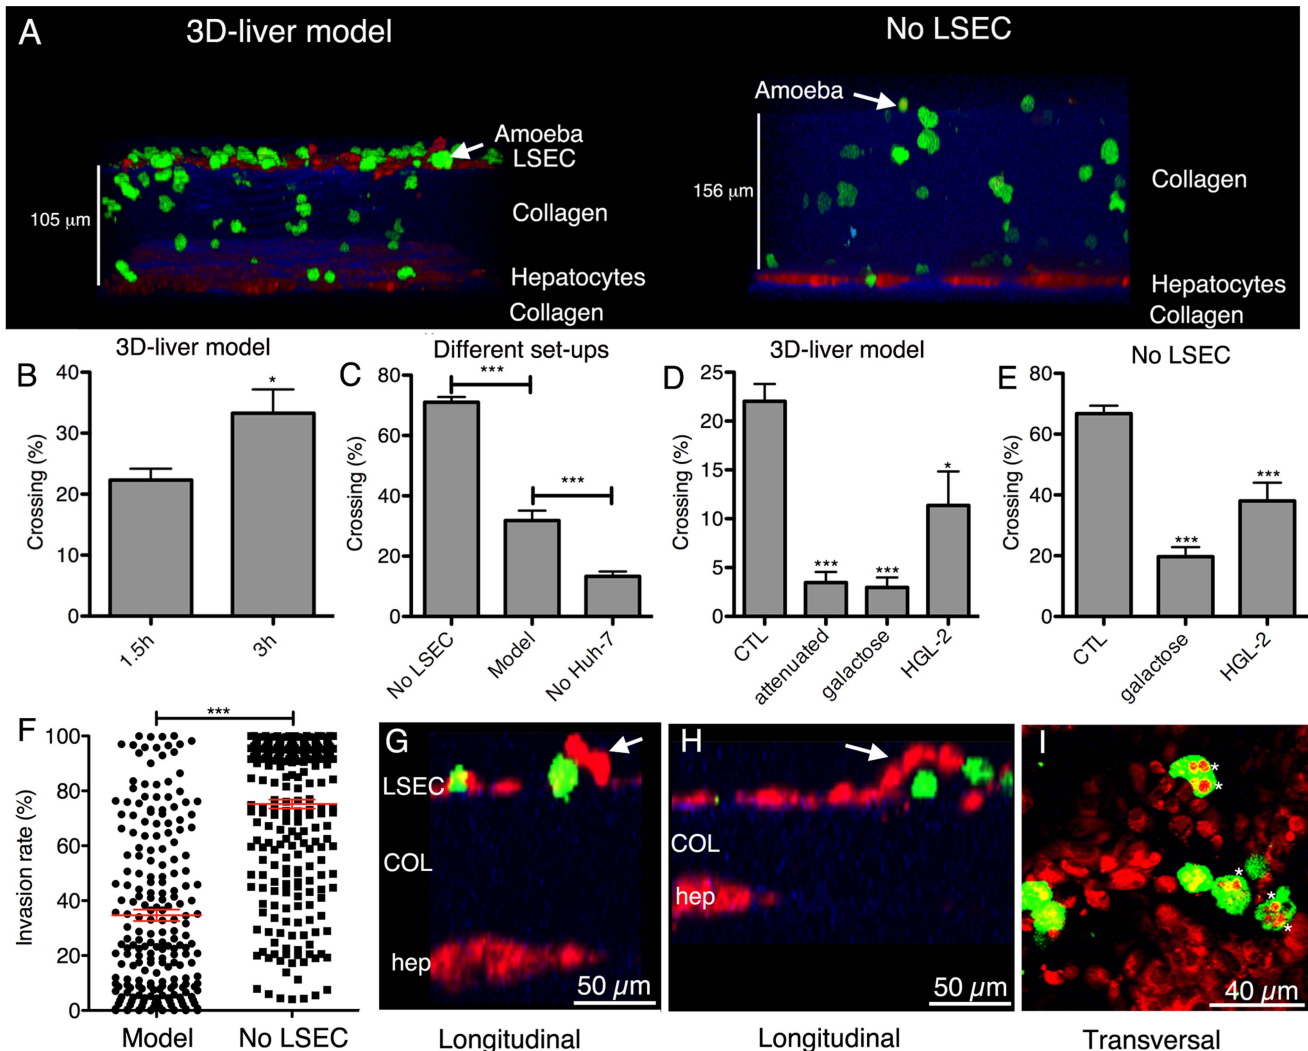 A
3D-liver model
No LSEC
Amoeba
LSEC
Collagen
Hepatocytes
Collagen
105 µm
Amoeba
156 µm
Collagen
Hepatocytes
Collagen
B
3D-liver model
Crossing (%)
40
30
20
10
0
*
1.5h
3h
C
Different set-ups
Crossing (%)
80
60
40
20
0
***
***
No LSEC
Model
No Huh-7
D
3D-liver model
Crossing (%)
25
20
15
10
5
0
***
***
*
CTL
attenuated
galactose
HGL-2
E
No LSEC
Crossing (%)
80
60
40
20
0
***
***
CTL
galactose
HGL-2
F
Invasion rate (%)
100
80
60
40
20
0
***
Model
No LSEC
G
LSEC
COL
hep
50 µm
Longitudinal
H
COL
hep
50 µm
Longitudinal
I
*
*
*
*
*
40 µm
Transversal